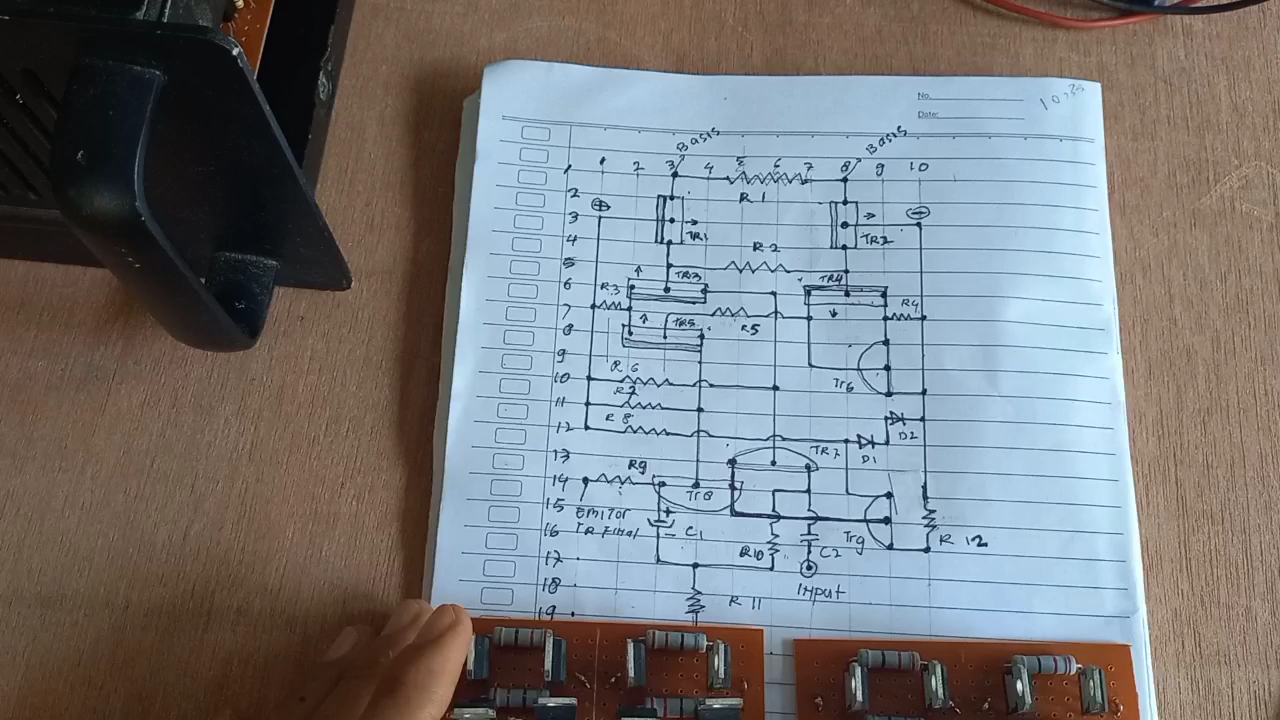 No.
Date:
10:35
Basis Basis
1 2 3 4 5 6 7 8 9 10
R 1
2
+ −
3
TR1 TR2
4
R 2
5
TR3 TR4
6
R3 R4
7
TR5 R5
8
9
R 6 Tr6
10
R7
11
R 8 D2
12
D1
TR7
13
R9
14
Tr8
15
EMITOR
TR Final
+
−
C1
16
R10 C2 Tr9 R 12
17
Input
18
R 11
19